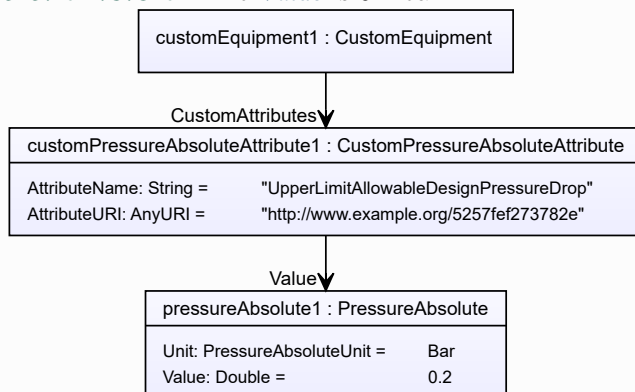 customEquipment1 : CustomEquipment
CustomAttributes
customPressureAbsoluteAttribute1 : CustomPressureAbsoluteAttribute
AttributeName: String = "UpperLimitAllowableDesignPressureDrop"
AttributeURI: AnyURI = "http://www.example.org/5257fef273782e"
Value
pressureAbsolute1 : PressureAbsolute
Unit: PressureAbsoluteUnit = Bar
Value: Double = 0.2